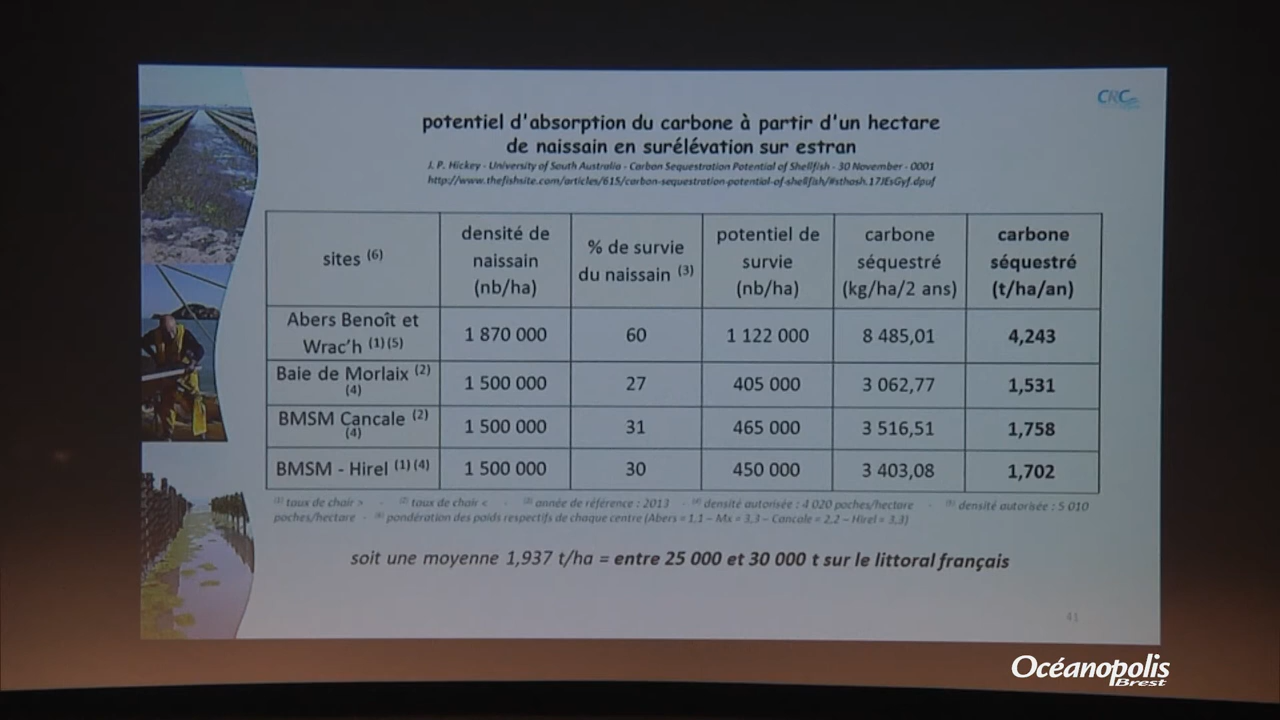 CRC
potentiel d'absorption du carbone à partir d'un hectare
de naissain en surélévation sur estran
J. P. Hickey - University of South Australia - Carbon Sequestration Potential of Shellfish - 30 November - 0001
http://www.thefishsite.com/articles/615/carbon-sequestration-potential-of-shellfish/#sthash.17JEsGyf.dpuf
sites (6)
densité de
naissain
(nb/ha)
% de survie
du naissain (3)
potentiel de
survie
(nb/ha)
carbone
séquestré
(kg/ha/2 ans)
carbone
séquestré
(t/ha/an)
Abers Benoît et
Wrac'h (1)(5)
1 870 000
60
1 122 000
8 485,01
4,243
Baie de Morlaix (2)
(4)
1 500 000
27
405 000
3 062,77
1,531
BMSM Cancale (2)
(4)
1 500 000
31
465 000
3 516,51
1,758
BMSM - Hirel (1) (4)
1 500 000
30
450 000
3 403,08
1,702
(1) taux de chair > - (2) taux de chair < - (3) année de référence : 2013 - (4) densité autorisée : 4 020 poches/hectare - (5) densité autorisée : 5 010
poches/hectare - (6) pondération des poids respectifs de chaque centre (Abers = 1,1 – Mx = 3,3 – Cancale = 2,2 – Hirel = 3,3)
soit une moyenne 1,937 t/ha = entre 25 000 et 30 000 t sur le littoral français
41
Océanopolis
Brest